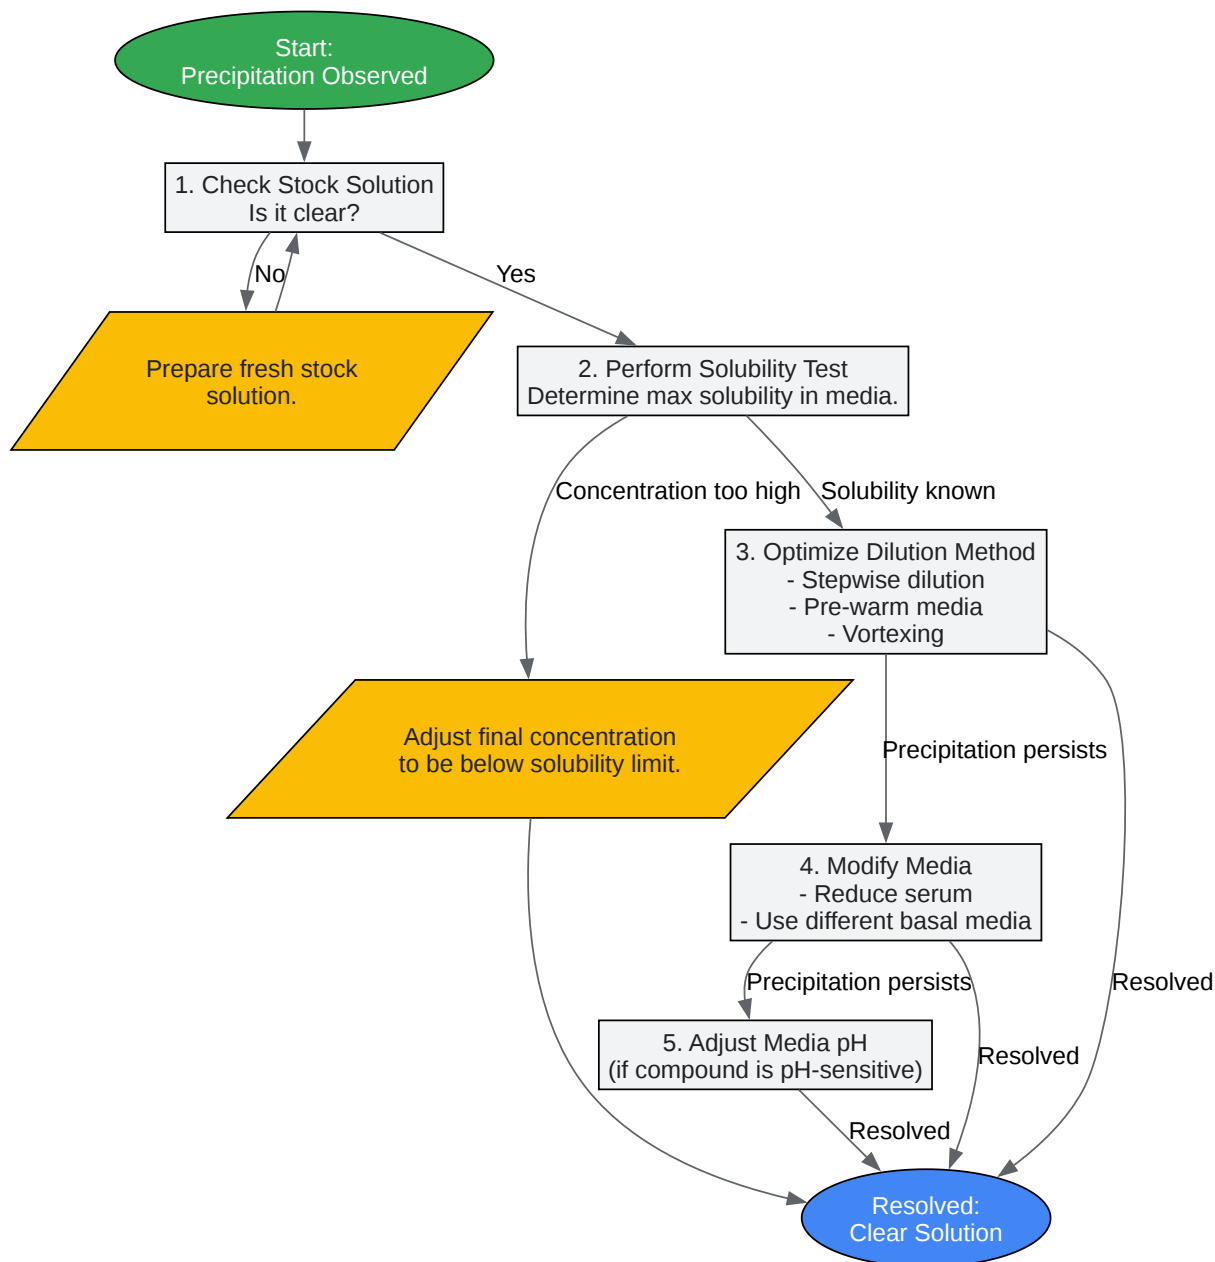 Start:
Precipitation Observed
1. Check Stock Solution
Is it clear?
No
Yes
Prepare fresh stock
solution.
2. Perform Solubility Test
Determine max solubility in media.
Concentration too high
Solubility known
3. Optimize Dilution Method
- Stepwise dilution
- Pre-warm media
- Vortexing
Adjust final concentration
to be below solubility limit.
Precipitation persists
4. Modify Media
- Reduce serum
- Use different basal media
Precipitation persists
Resolved
5. Adjust Media pH
(if compound is pH-sensitive)
Resolved
Resolved
Resolved:
Clear Solution